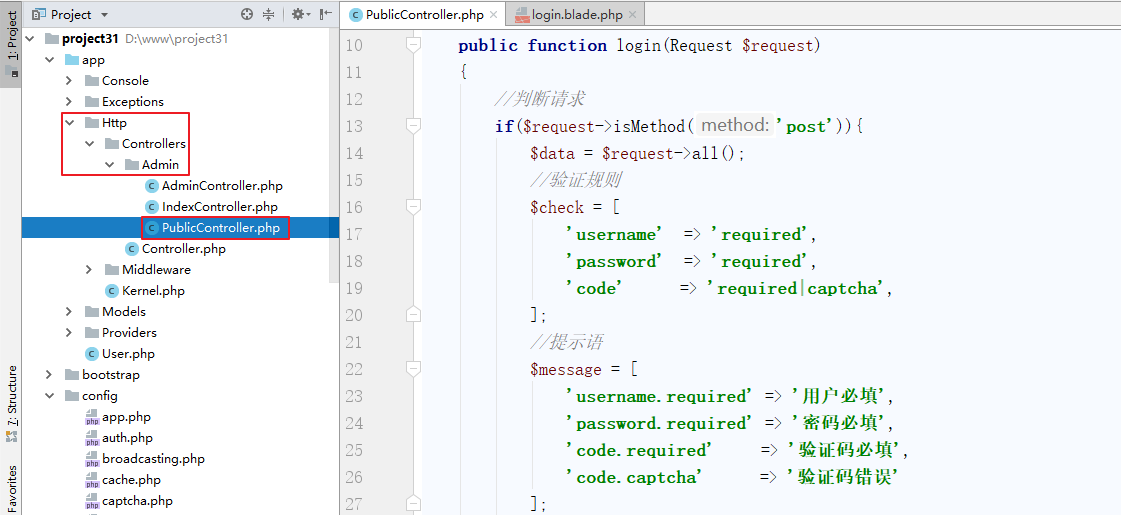 1: Project
7: Structure
Favorites
Project
project31 D:\www\project31
app
Console
Exceptions
Http
Controllers
Admin
AdminController.php
IndexController.php
PublicController.php
Controller.php
Middleware
Kernel.php
Models
Providers
User.php
bootstrap
config
app.php
auth.php
broadcasting.php
cache.php
captcha.php
PublicController.php
login.blade.php
10 public function login(Request $request)
11 {
12 //判断请求
13 if($request->isMethod( method: 'post')){
14 $data = $request->all();
15 //验证规则
16 $check = [
17 'username' => 'required',
18 'password' => 'required',
19 'code' => 'required|captcha',
20 ];
21 //提示语
22 $message = [
23 'username.required' => '用户必填',
24 'password.required' => '密码必填',
25 'code.required' => '验证码必填',
26 'code.captcha' => '验证码错误'
27 ];